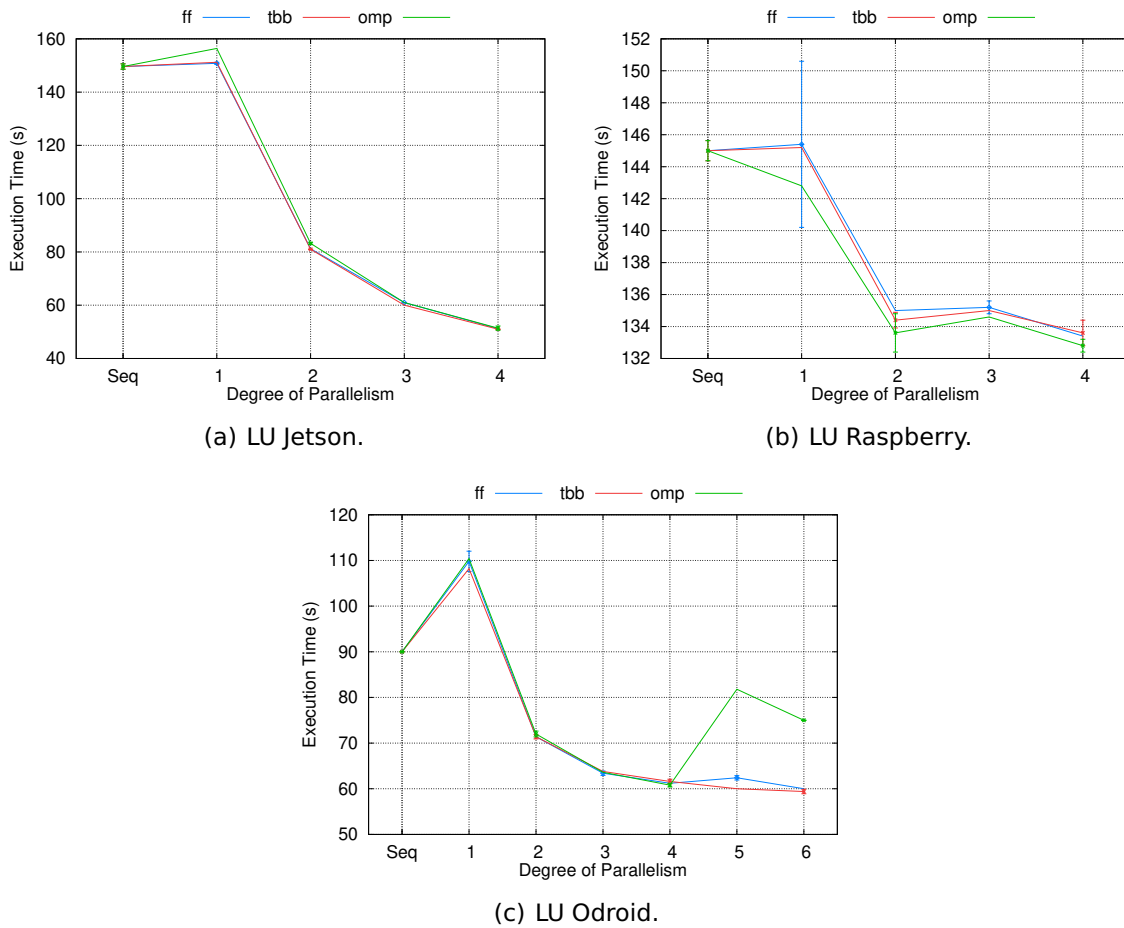 ff tbb omp
160
140
120
100
80
60
40
Execution Time (s)
Seq 1 2 3 4
Degree of Parallelism
(a) LU Jetson.
ff tbb omp
152
150
148
146
144
142
140
138
136
134
132
Execution Time (s)
Seq 1 2 3 4
Degree of Parallelism
(b) LU Raspberry.
ff tbb omp
120
110
100
90
80
70
60
50
Execution Time (s)
Seq 1 2 3 4 5 6
Degree of Parallelism
(c) LU Odroid.